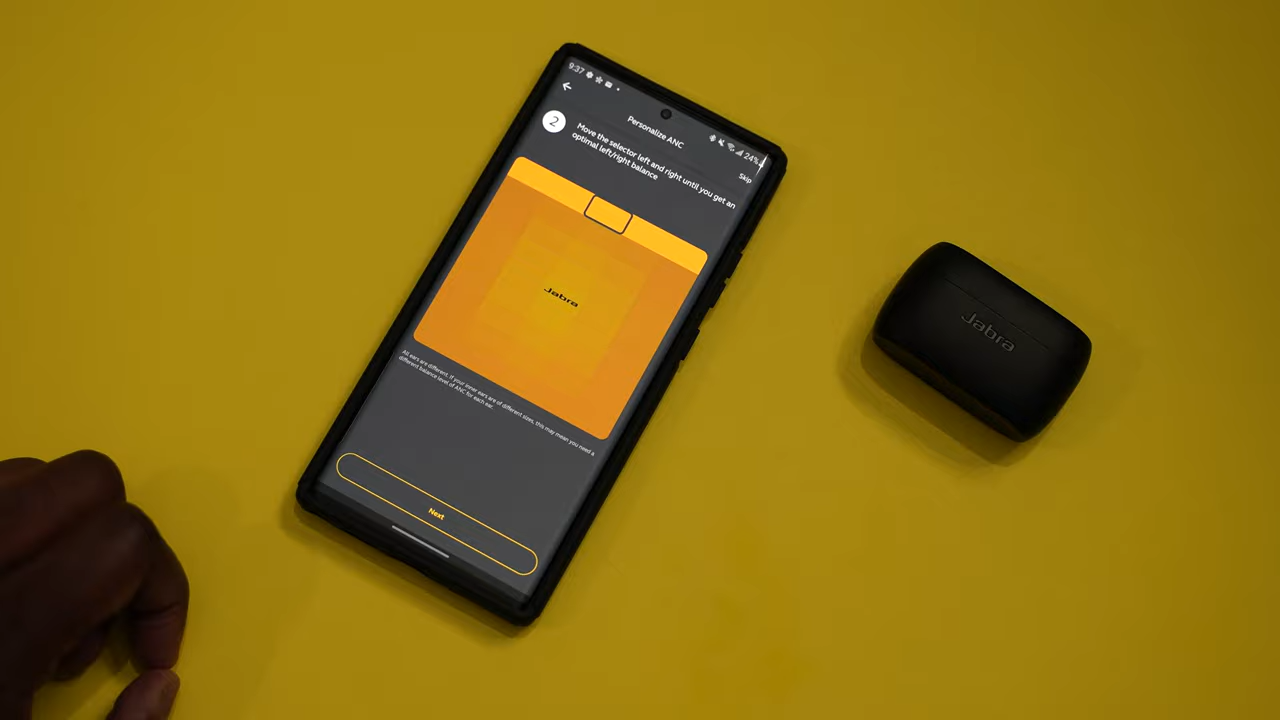 9:37
24%
Personalize ANC
Skip
2
Move the selector left and right until you get an
optimal left/right balance
Jabra
All ears are different. If your inner ears are of different sizes, this may mean you need a
different balance level of ANC for each ear.
Next
Jabra